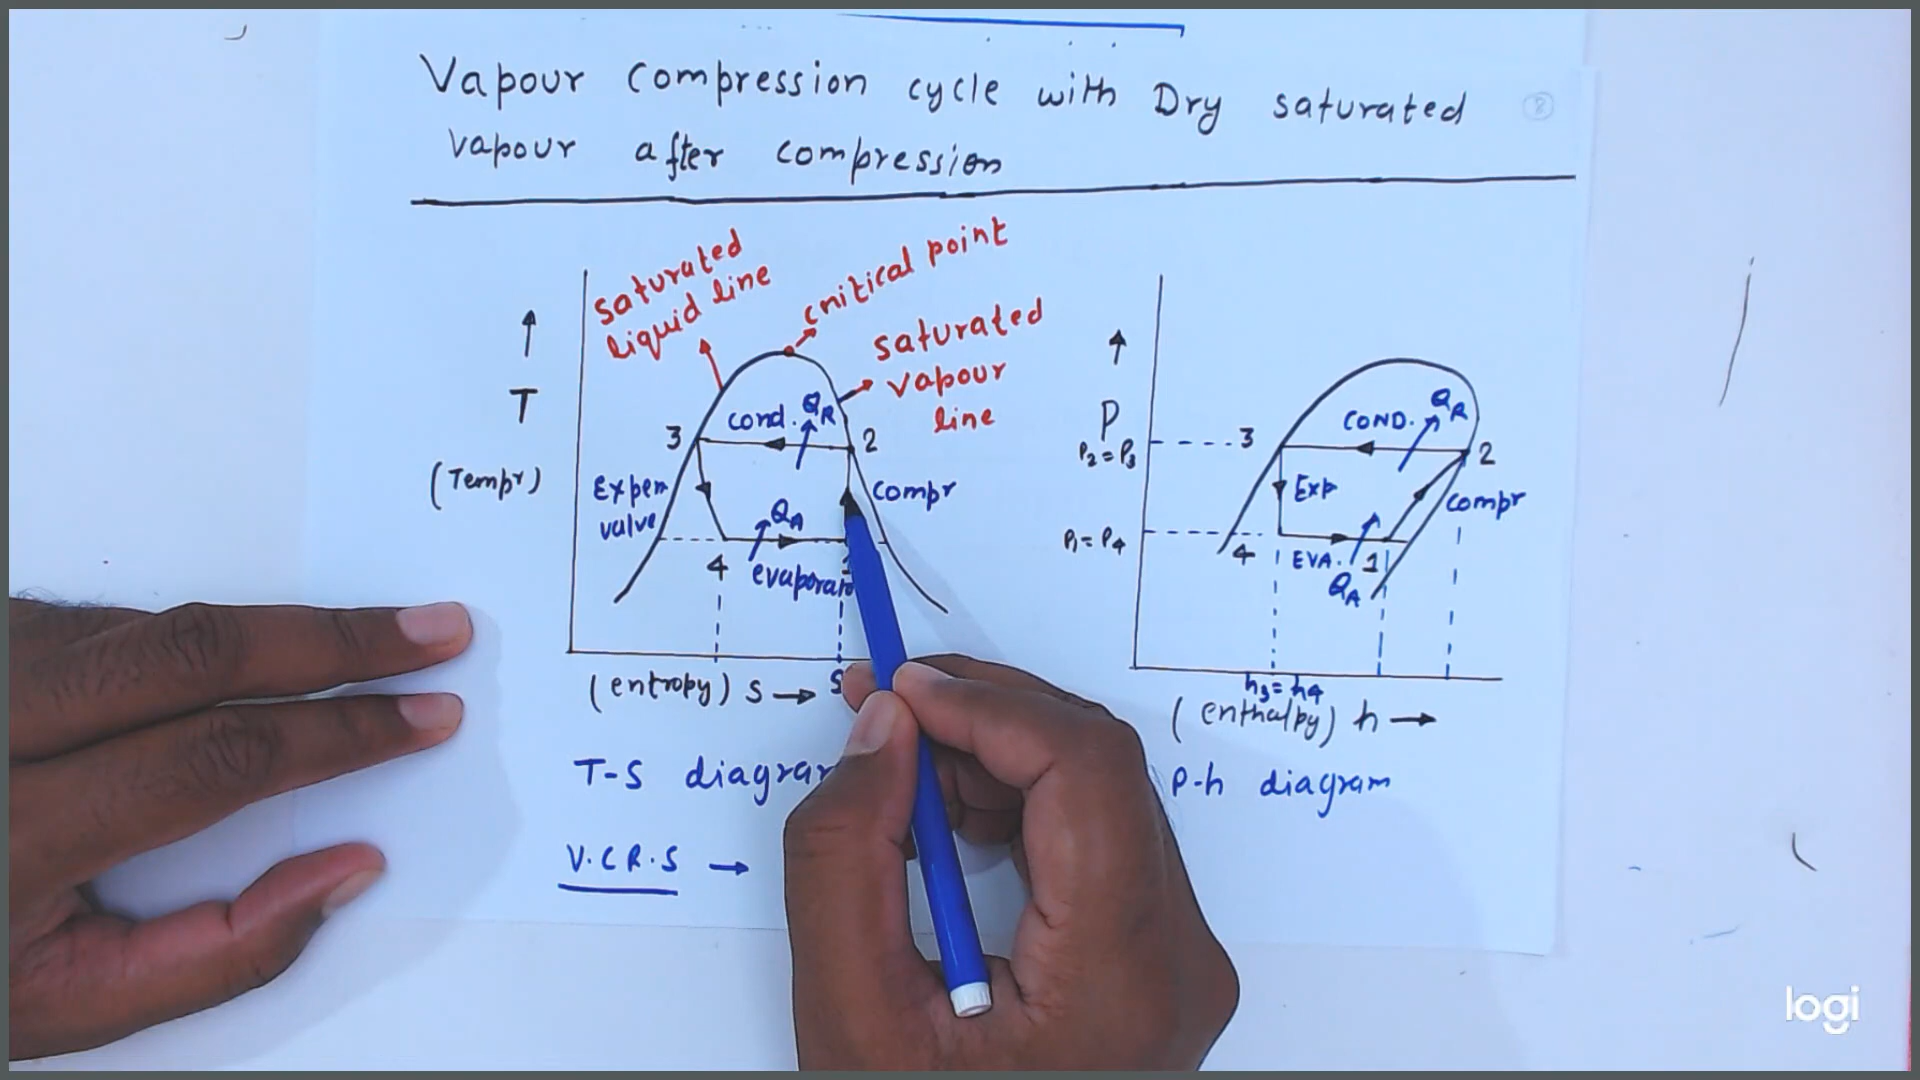 Vapour compression cycle with Dry saturated
vapour after compression
saturated
liquid line
critical point
saturated
vapour
line
T
(Tempr)
3
cond.
QR
2
Expen
valve
QA
compr
4
evaporato
(entropy) s →
S
T-S diagram
V.C.R.S →
P
P2 = P3
P1 = P4
3
COND.
QR
2
Exp
compr
4
EVA.
1
QA
h3 = h4
(enthalpy) h →
P-h diagram
logi